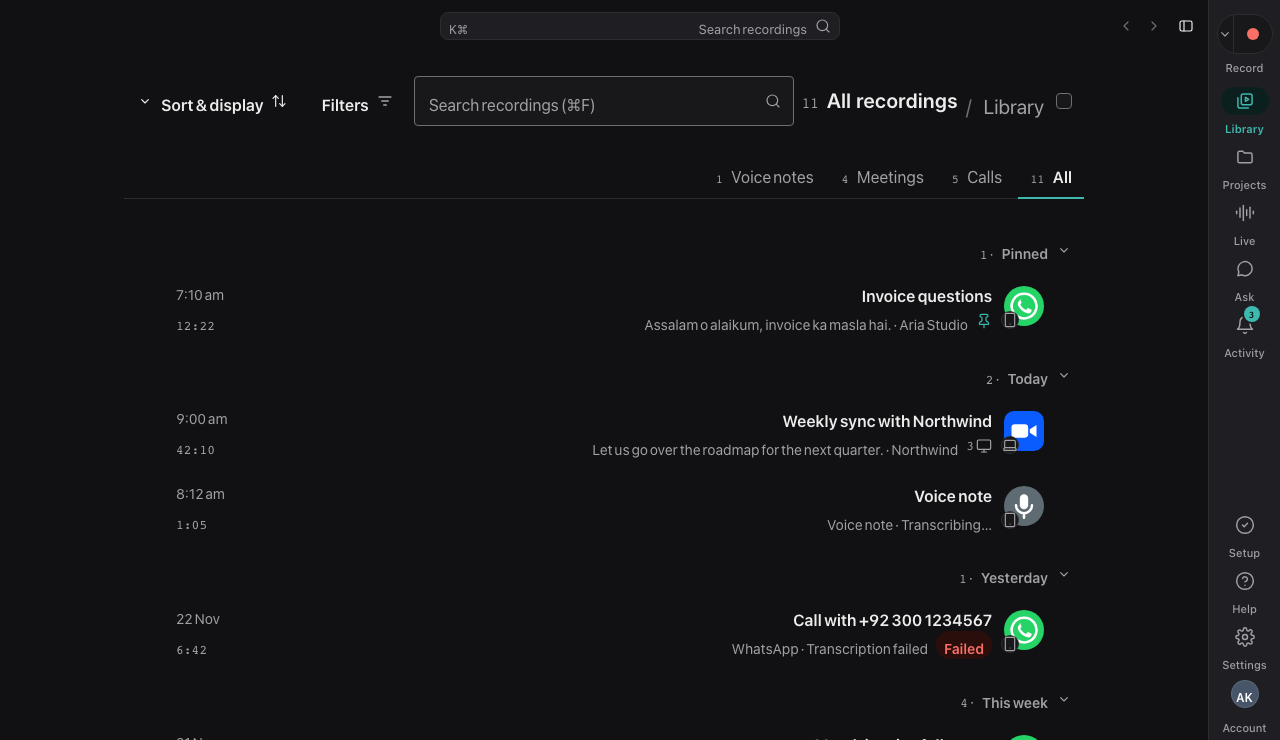 K⌘ Search recordings
Record
Sort & display Filters Search recordings (⌘F) 11 All recordings / Library
Library
1 Voice notes 4 Meetings 5 Calls 11 All
Projects
Live
1 · Pinned
7:10 am Invoice questions
Ask
12:22 Assalam o alaikum, invoice ka masla hai. · Aria Studio
3
Activity
2 · Today
9:00 am Weekly sync with Northwind
42:10 Let us go over the roadmap for the next quarter. · Northwind 3
8:12 am Voice note
1:05 Voice note · Transcribing...
Setup
1 · Yesterday
Help
22 Nov Call with +92 300 1234567
6:42 WhatsApp · Transcription failed Failed
Settings
AK
4 · This week
Account